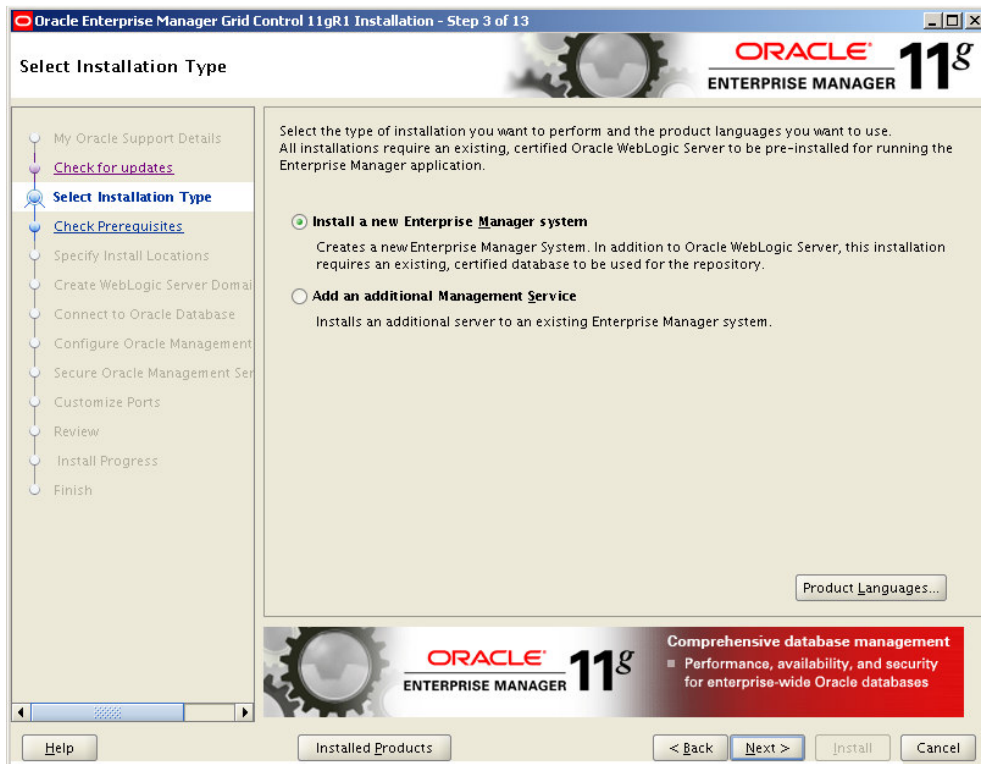 Oracle Enterprise Manager Grid Control 11gR1 Installation - Step 3 of 13
Select Installation Type
ORACLE®
ENTERPRISE MANAGER 11g
My Oracle Support Details
Check for updates
Select Installation Type
Check Prerequisites
Specify Install Locations
Create WebLogic Server Domai
Connect to Oracle Database
Configure Oracle Management
Secure Oracle Management Ser
Customize Ports
Review
Install Progress
Finish
Select the type of installation you want to perform and the product languages you want to use.
All installations require an existing, certified Oracle WebLogic Server to be pre-installed for running the
Enterprise Manager application.
Install a new Enterprise Manager system
Creates a new Enterprise Manager System. In addition to Oracle WebLogic Server, this installation
requires an existing, certified database to be used for the repository.
Add an additional Management Service
Installs an additional server to an existing Enterprise Manager system.
Product Languages...
ORACLE®
ENTERPRISE MANAGER 11g
Comprehensive database management
Performance, availability, and security
for enterprise-wide Oracle databases
Help
Installed Products
< Back
Next >
Install
Cancel